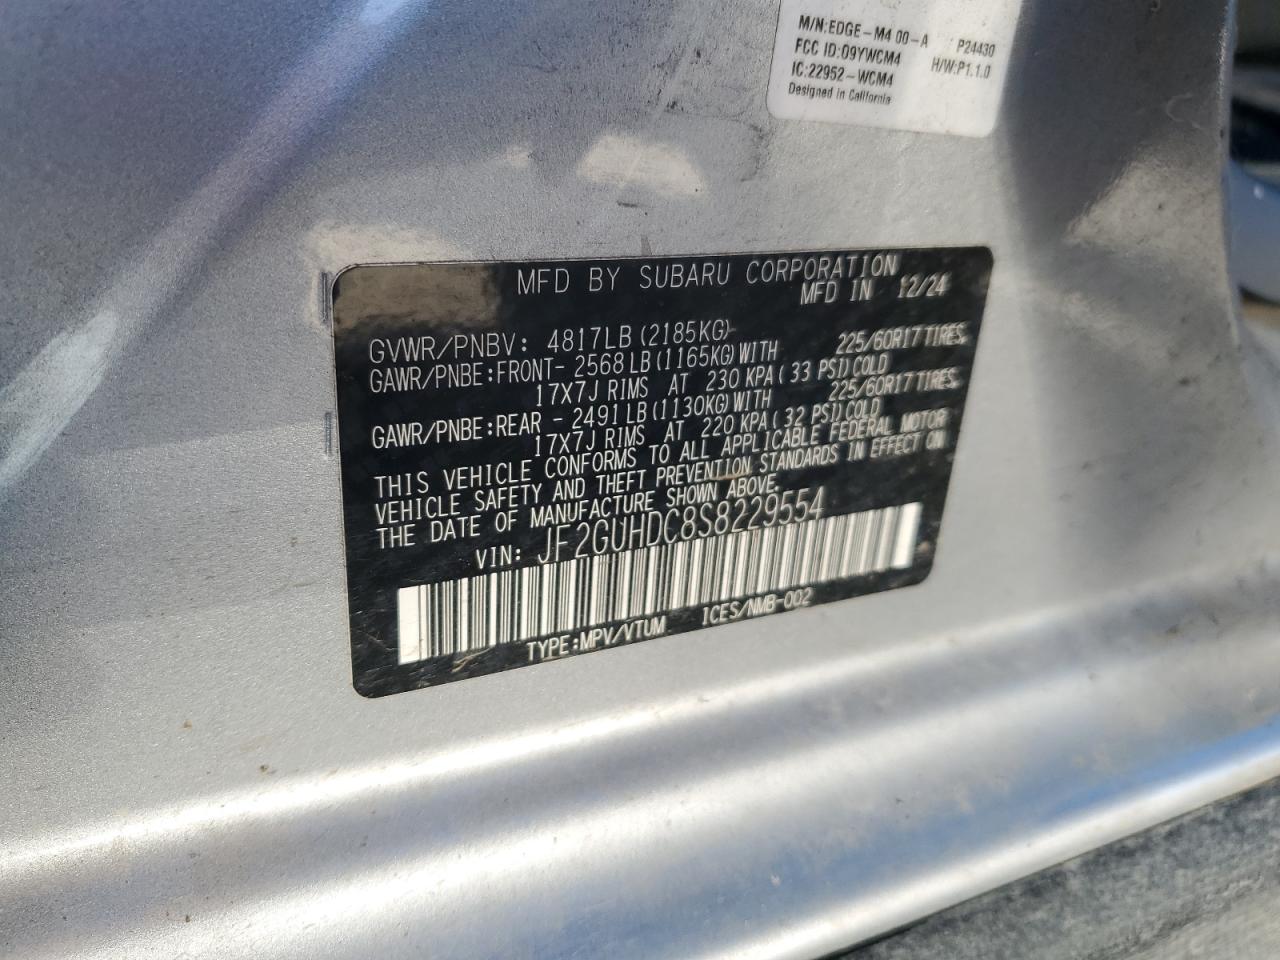 M/N:EDGE-M4 00-A P24430
FCC ID:O9YWCM4 H/W:P1.1.0
IC:22952-WCM4
Designed in California
MFD BY SUBARU CORPORATION
MFD IN 12/24
GVWR/PNBV: 4817LB(2185KG)
GAWR/PNBE:FRONT- 2568LB(1165KG)WITH 225/60R17 TIRES,
17X7J RIMS AT 230 KPA(33 PSI)COLD
GAWR/PNBE:REAR - 2491LB(1130KG)WITH 225/60R17 TIRES,
17X7J RIMS AT 220 KPA(32 PSI)COLD
THIS VEHICLE CONFORMS TO ALL APPLICABLE FEDERAL MOTOR
VEHICLE SAFETY AND THEFT PREVENTION STANDARDS IN EFFECT ON
THE DATE OF MANUFACTURE SHOWN ABOVE.
VIN: JF2GUHDC8S8229554
TYPE:MPV/VTUM ICES/NMB-002